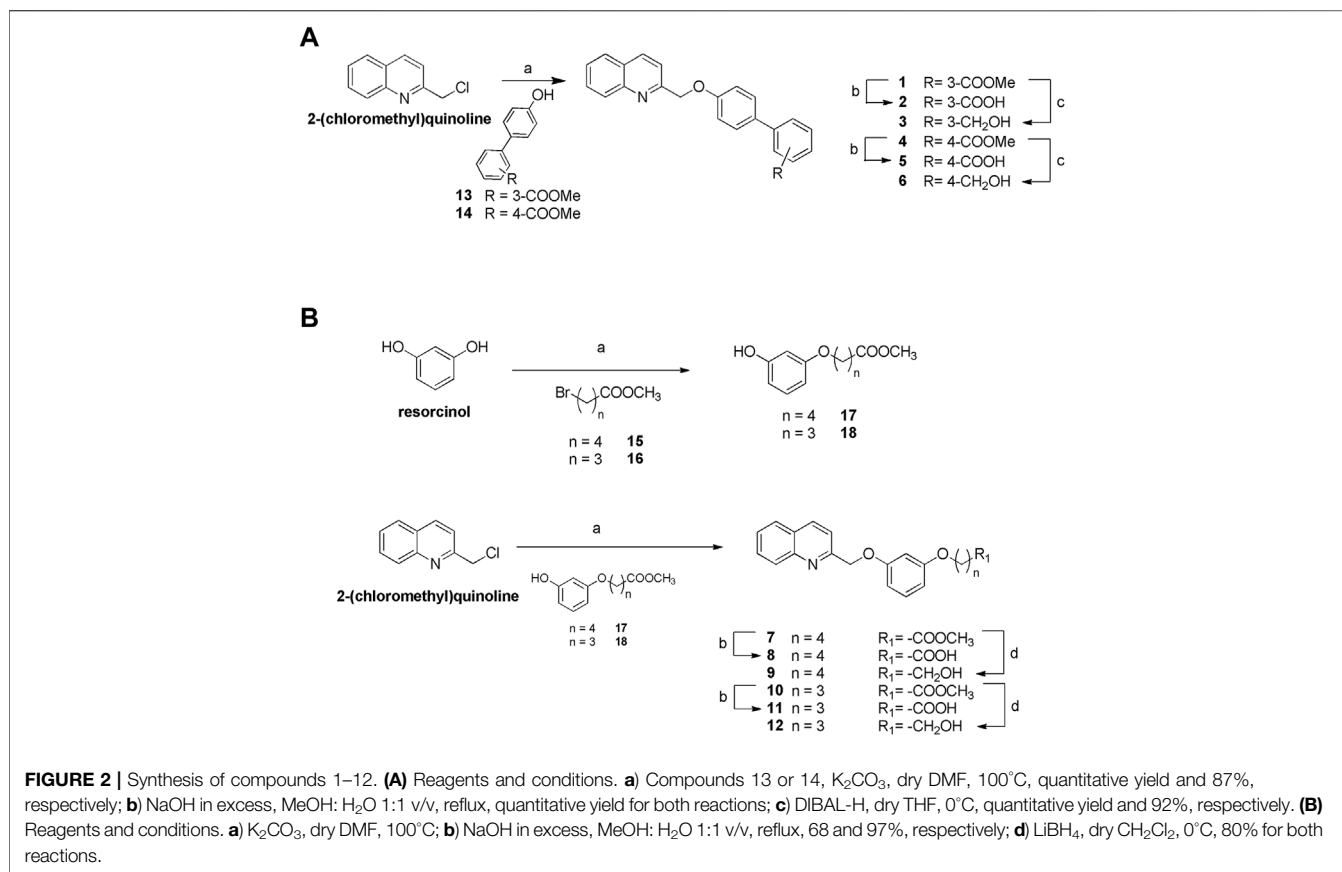 A
a
N
Cl
2-(chloromethyl)quinoline
OH
R
13 R = 3-COOMe
14 R = 4-COOMe
N
O
R
1 R= 3-COOMe
b
2 R= 3-COOH
c
3 R= 3-CH₂OH
4 R= 4-COOMe
b
5 R= 4-COOH
c
6 R= 4-CH₂OH
B
HO
OH
resorcinol
a
Br
COOCH₃
n
n = 4 15
n = 3 16
HO
O
COOCH₃
n
n = 4 17
n = 3 18
N
Cl
2-(chloromethyl)quinoline
a
HO
O
COOCH₃
n
n = 4 17
n = 3 18
N
O
O
R₁
n
7 n = 4 R₁= -COOCH₃
b
8 n = 4 R₁= -COOH
d
9 n = 4 R₁= -CH₂OH
10 n = 3 R₁= -COOCH₃
b
11 n = 3 R₁= -COOH
d
12 n = 3 R₁= -CH₂OH
FIGURE 2 | Synthesis of compounds 1–12. (A) Reagents and conditions. a) Compounds 13 or 14, K₂CO₃, dry DMF, 100°C, quantitative yield and 87%,
respectively; b) NaOH in excess, MeOH: H₂O 1:1 v/v, reflux, quantitative yield for both reactions; c) DIBAL-H, dry THF, 0°C, quantitative yield and 92%, respectively. (B)
Reagents and conditions. a) K₂CO₃, dry DMF, 100°C; b) NaOH in excess, MeOH: H₂O 1:1 v/v, reflux, 68 and 97%, respectively; d) LiBH₄, dry CH₂Cl₂, 0°C, 80% for both
reactions.